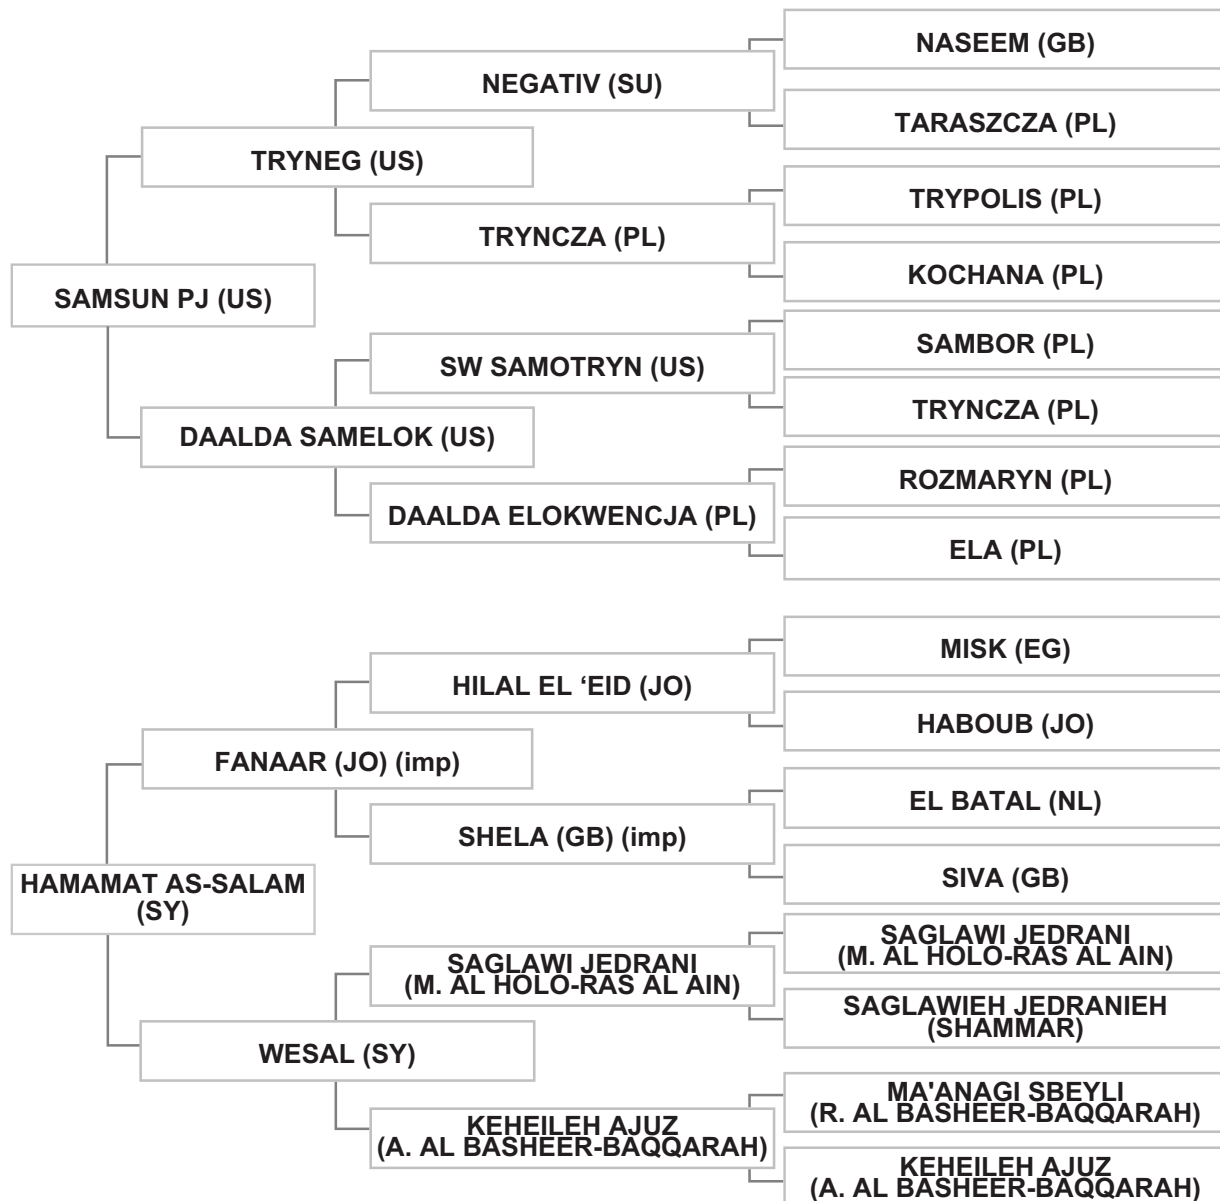 NASEEM (GB)
NEGATIV (SU)
TARASZCZA (PL)
TRYNEG (US)
TRYPOLIS (PL)
TRYNCZA (PL)
KOCHANA (PL)
SAMSUN PJ (US)
SAMBOR (PL)
SW SAMOTRYN (US)
TRYNCZA (PL)
DAALDA SAMELOK (US)
ROZMARYN (PL)
DAALDA ELOKWENCJA (PL)
ELA (PL)
MISK (EG)
HILAL EL ‘EID (JO)
HABOUB (JO)
FANAAR (JO) (imp)
EL BATAL (NL)
SHELA (GB) (imp)
SIVA (GB)
HAMAMAT AS-SALAM
(SY)
SAGLAWI JEDRANI
(M. AL HOLO-RAS AL AIN)
SAGLAWI JEDRANI
(M. AL HOLO-RAS AL AIN)
SAGLAWIEH JEDRANIEH
(SHAMMAR)
WESAL (SY)
MA'ANAGI SBEYLI
(R. AL BASHEER-BAQQARAH)
KEHEILEH AJUZ
(A. AL BASHEER-BAQQARAH)
KEHEILEH AJUZ
(A. AL BASHEER-BAQQARAH)